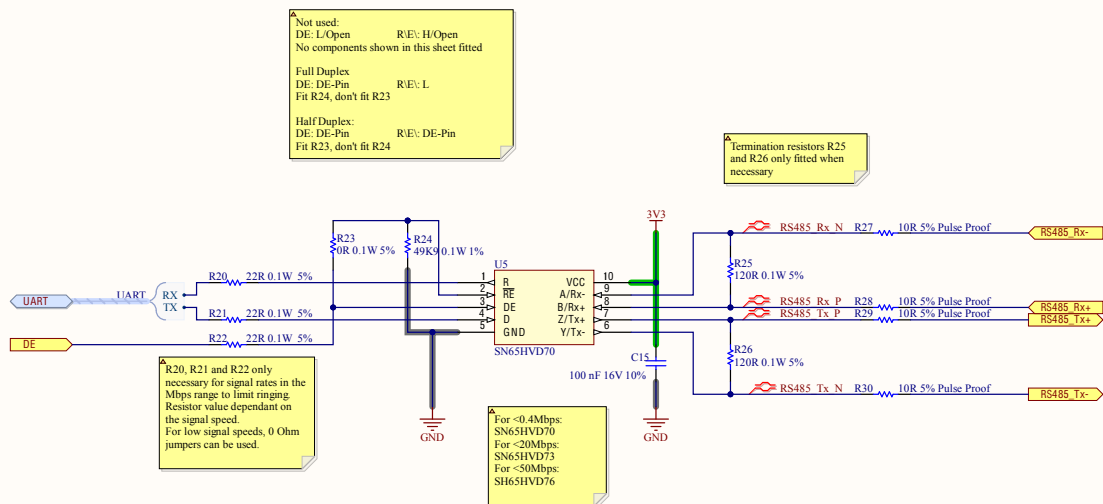 Not used:
DE: L/Open R\E\: H/Open
No components shown in this sheet fitted
Full Duplex
DE: DE-Pin R\E\: L
Fit R24, don't fit R23
Half Duplex:
DE: DE-Pin R\E\: DE-Pin
Fit R23, don't fit R24
Termination resistors R25
and R26 only fitted when
necessary
3V3
R23
0R 0.1W 5%
R24
49K9 0.1W 1%
U5
R20 22R 0.1W 5%
UART UART RX
TX
R21 22R 0.1W 5%
DE R22 22R 0.1W 5%
1 R
2 RE
3 DE
4 D
5 GND
VCC 10
A/Rx- 9
B/Rx+ 8
Z/Tx+ 7
Y/Tx- 6
SN65HVD70
C15
100 nF 16V 10%
GND
GND
RS485_Rx_N R27 10R 5% Pulse Proof RS485_Rx-
R25
120R 0.1W 5%
RS485_Rx_P R28 10R 5% Pulse Proof RS485_Rx+
RS485_Tx_P R29 10R 5% Pulse Proof RS485_Tx+
R26
120R 0.1W 5%
RS485_Tx_N R30 10R 5% Pulse Proof RS485_Tx-
R20, R21 and R22 only
necessary for signal rates in the
Mbps range to limit ringing.
Resistor value dependant on
the signal speed.
For low signal speeds, 0 Ohm
jumpers can be used.
For <0.4Mbps:
SN65HVD70
For <20Mbps:
SN65HVD73
For <50Mbps:
SH65HVD76